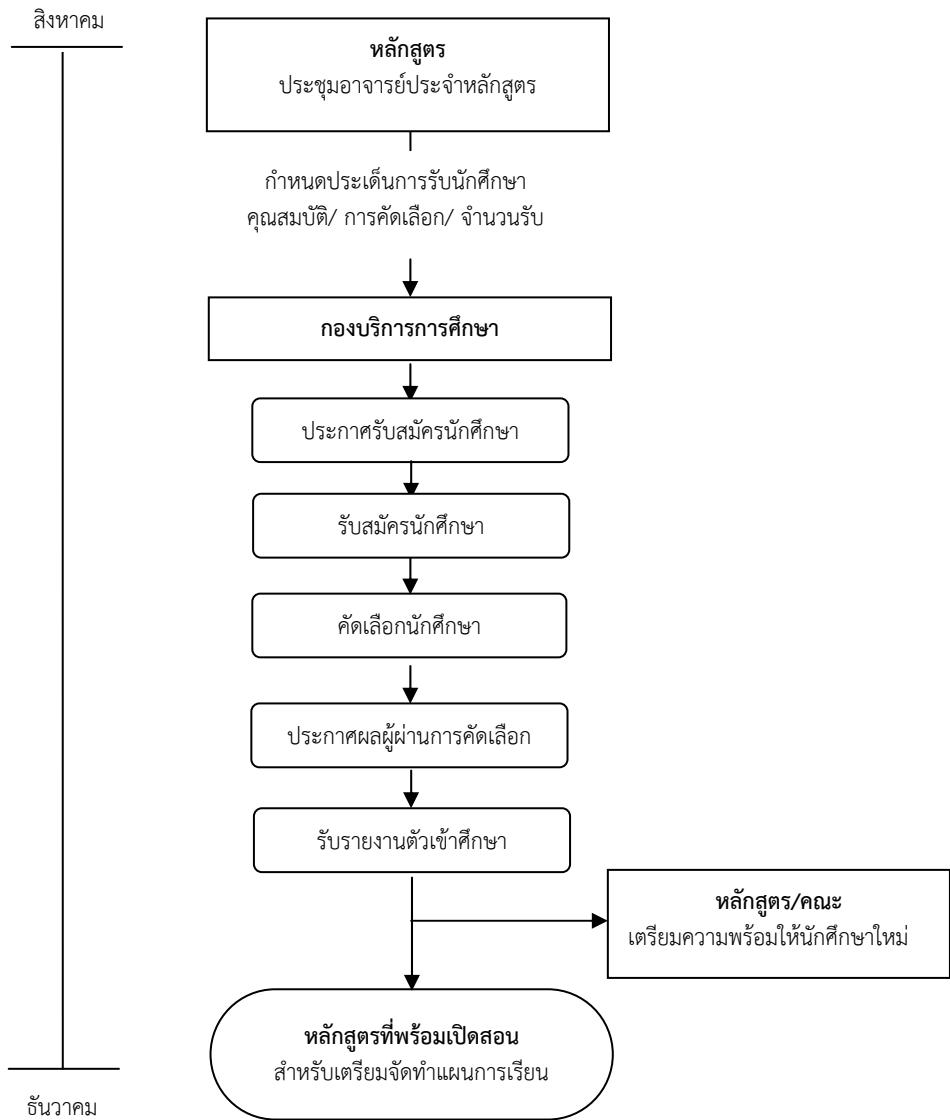 สิงหาคม
หลักสูตร
ประชุมอาจารย์ประจำหลักสูตร
กำหนดประเด็นการรับนักศึกษา
คุณสมบัติ/ การคัดเลือก/ จำนวนรับ
กองบริการการศึกษา
ประกาศรับสมัครนักศึกษา
รับสมัครนักศึกษา
คัดเลือกนักศึกษา
ประกาศผลผู้ผ่านการคัดเลือก
รับรายงานตัวเข้าศึกษา
หลักสูตร/คณะ
เตรียมความพร้อมให้นักศึกษาใหม่
หลักสูตรที่พร้อมเปิดสอน
สำหรับเตรียมจัดทำแผนการเรียน
ธันวาคม